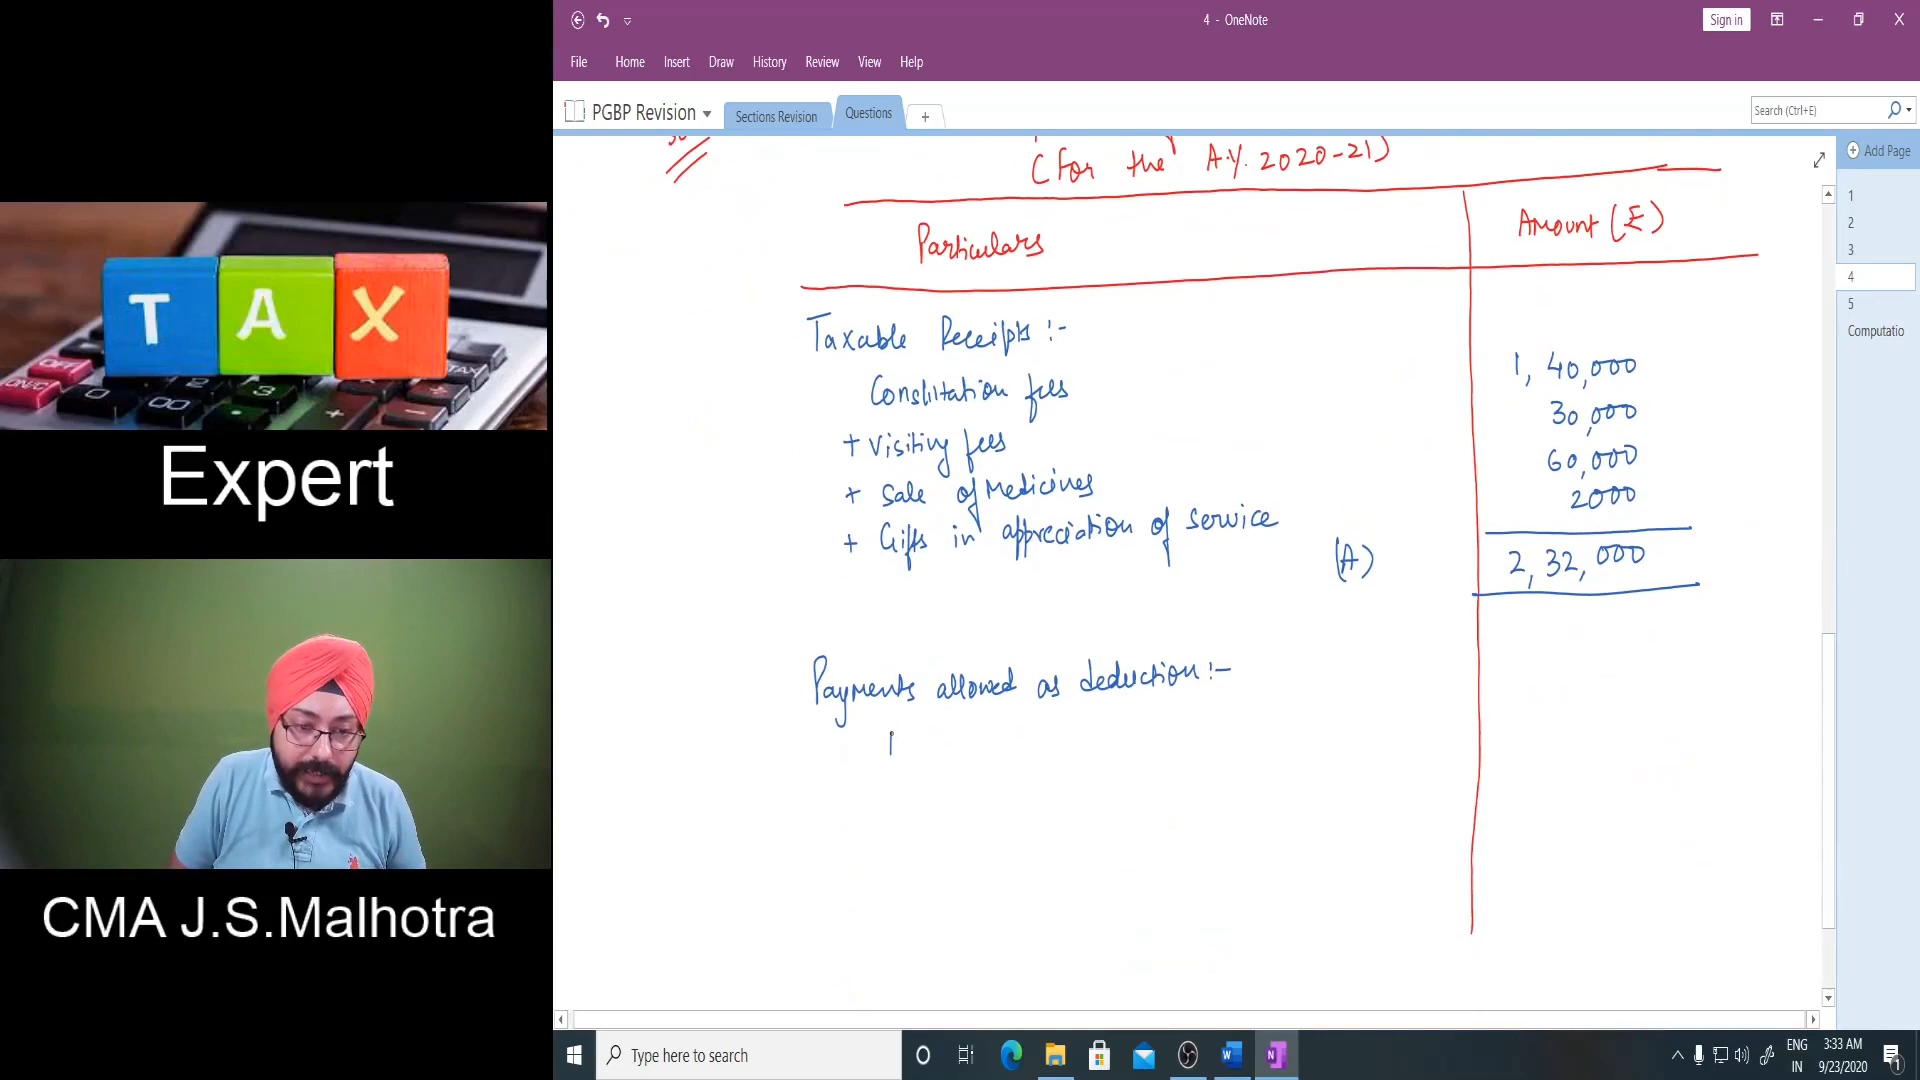 4 - OneNote
Sign in
File Home Insert Draw History Review View Help
PGBP Revision
Sections Revision
Questions
+
Search (Ctrl+E)
Add Page
1
2
3
4
5
Computatio
(For the A.Y. 2020-21)
Particulars
Amount (₹)
Taxable Receipts :-
Constltation fees 1,40,000
+ Visiting fees 30,000
+ Sale of Medicines 60,000
+ Gifts in appreciation of service 2000
(A) 2,32,000
Payments allowed as deduction :-
TAX
Expert
CMA J.S.Malhotra
Type here to search
ENG
IN
3:33 AM
9/23/2020
1